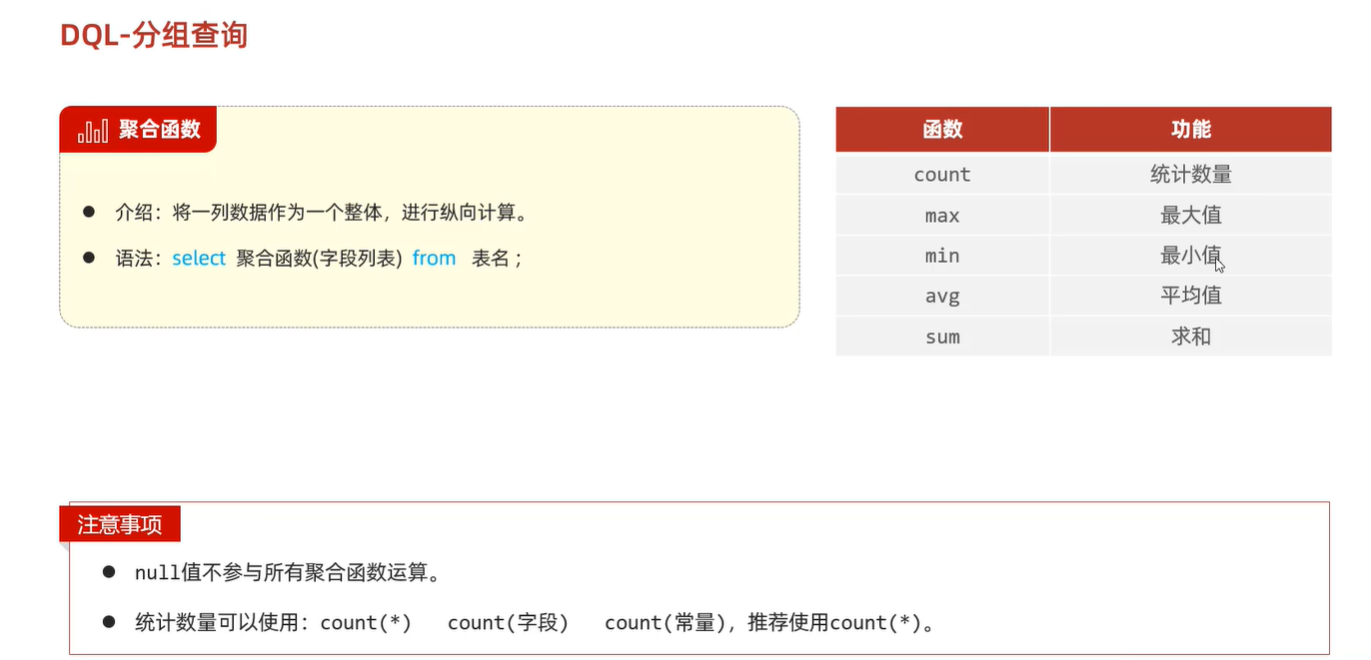 DQL-分组查询
聚合函数
● 介绍：将一列数据作为一个整体，进行纵向计算。
● 语法：select 聚合函数(字段列表) from 表名 ;
函数 功能
count 统计数量
max 最大值
min 最小值
avg 平均值
sum 求和
注意事项
● null值不参与所有聚合函数运算。
● 统计数量可以使用：count(*) count(字段) count(常量)，推荐使用count(*)。